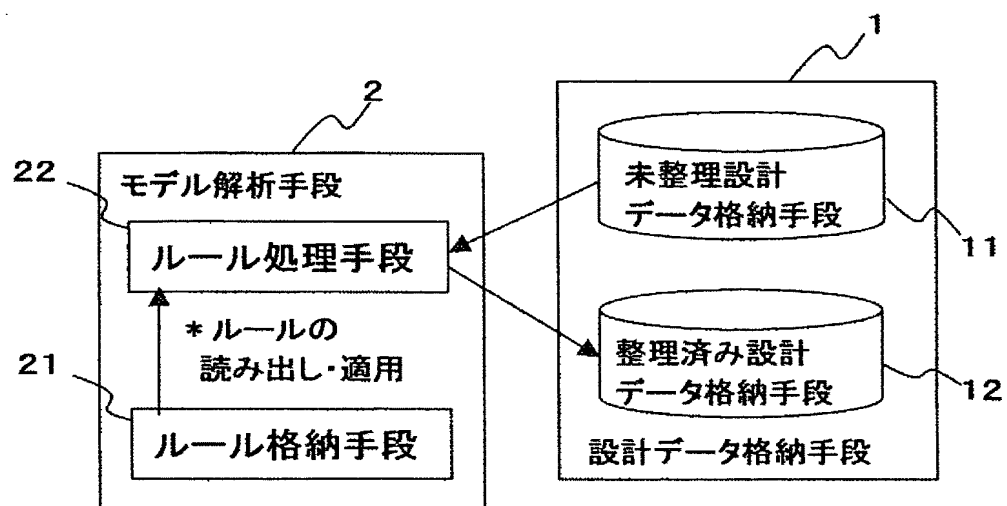 1
2
22
モデル解析手段
ルール処理手段
*ルールの
読み出し・適用
21
ルール格納手段
未整理設計
データ格納手段
11
整理済み設計
データ格納手段
12
設計データ格納手段